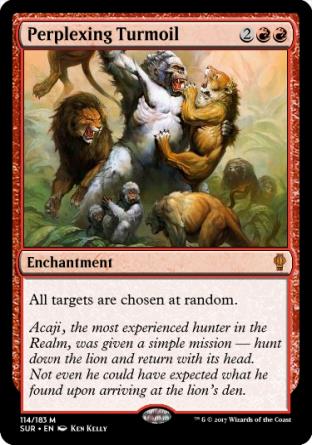 Perplexing Turmoil 2
Enchantment
All targets are chosen at random.
Acaji, the most experienced hunter in the
Realm, was given a simple mission — hunt
down the lion and return with its head.
Not even he could have expected what he
found upon arriving at the lion's den.
114/183 M
SUR • EN KEN KELLY
™ & © 2017 Wizards of the Coast